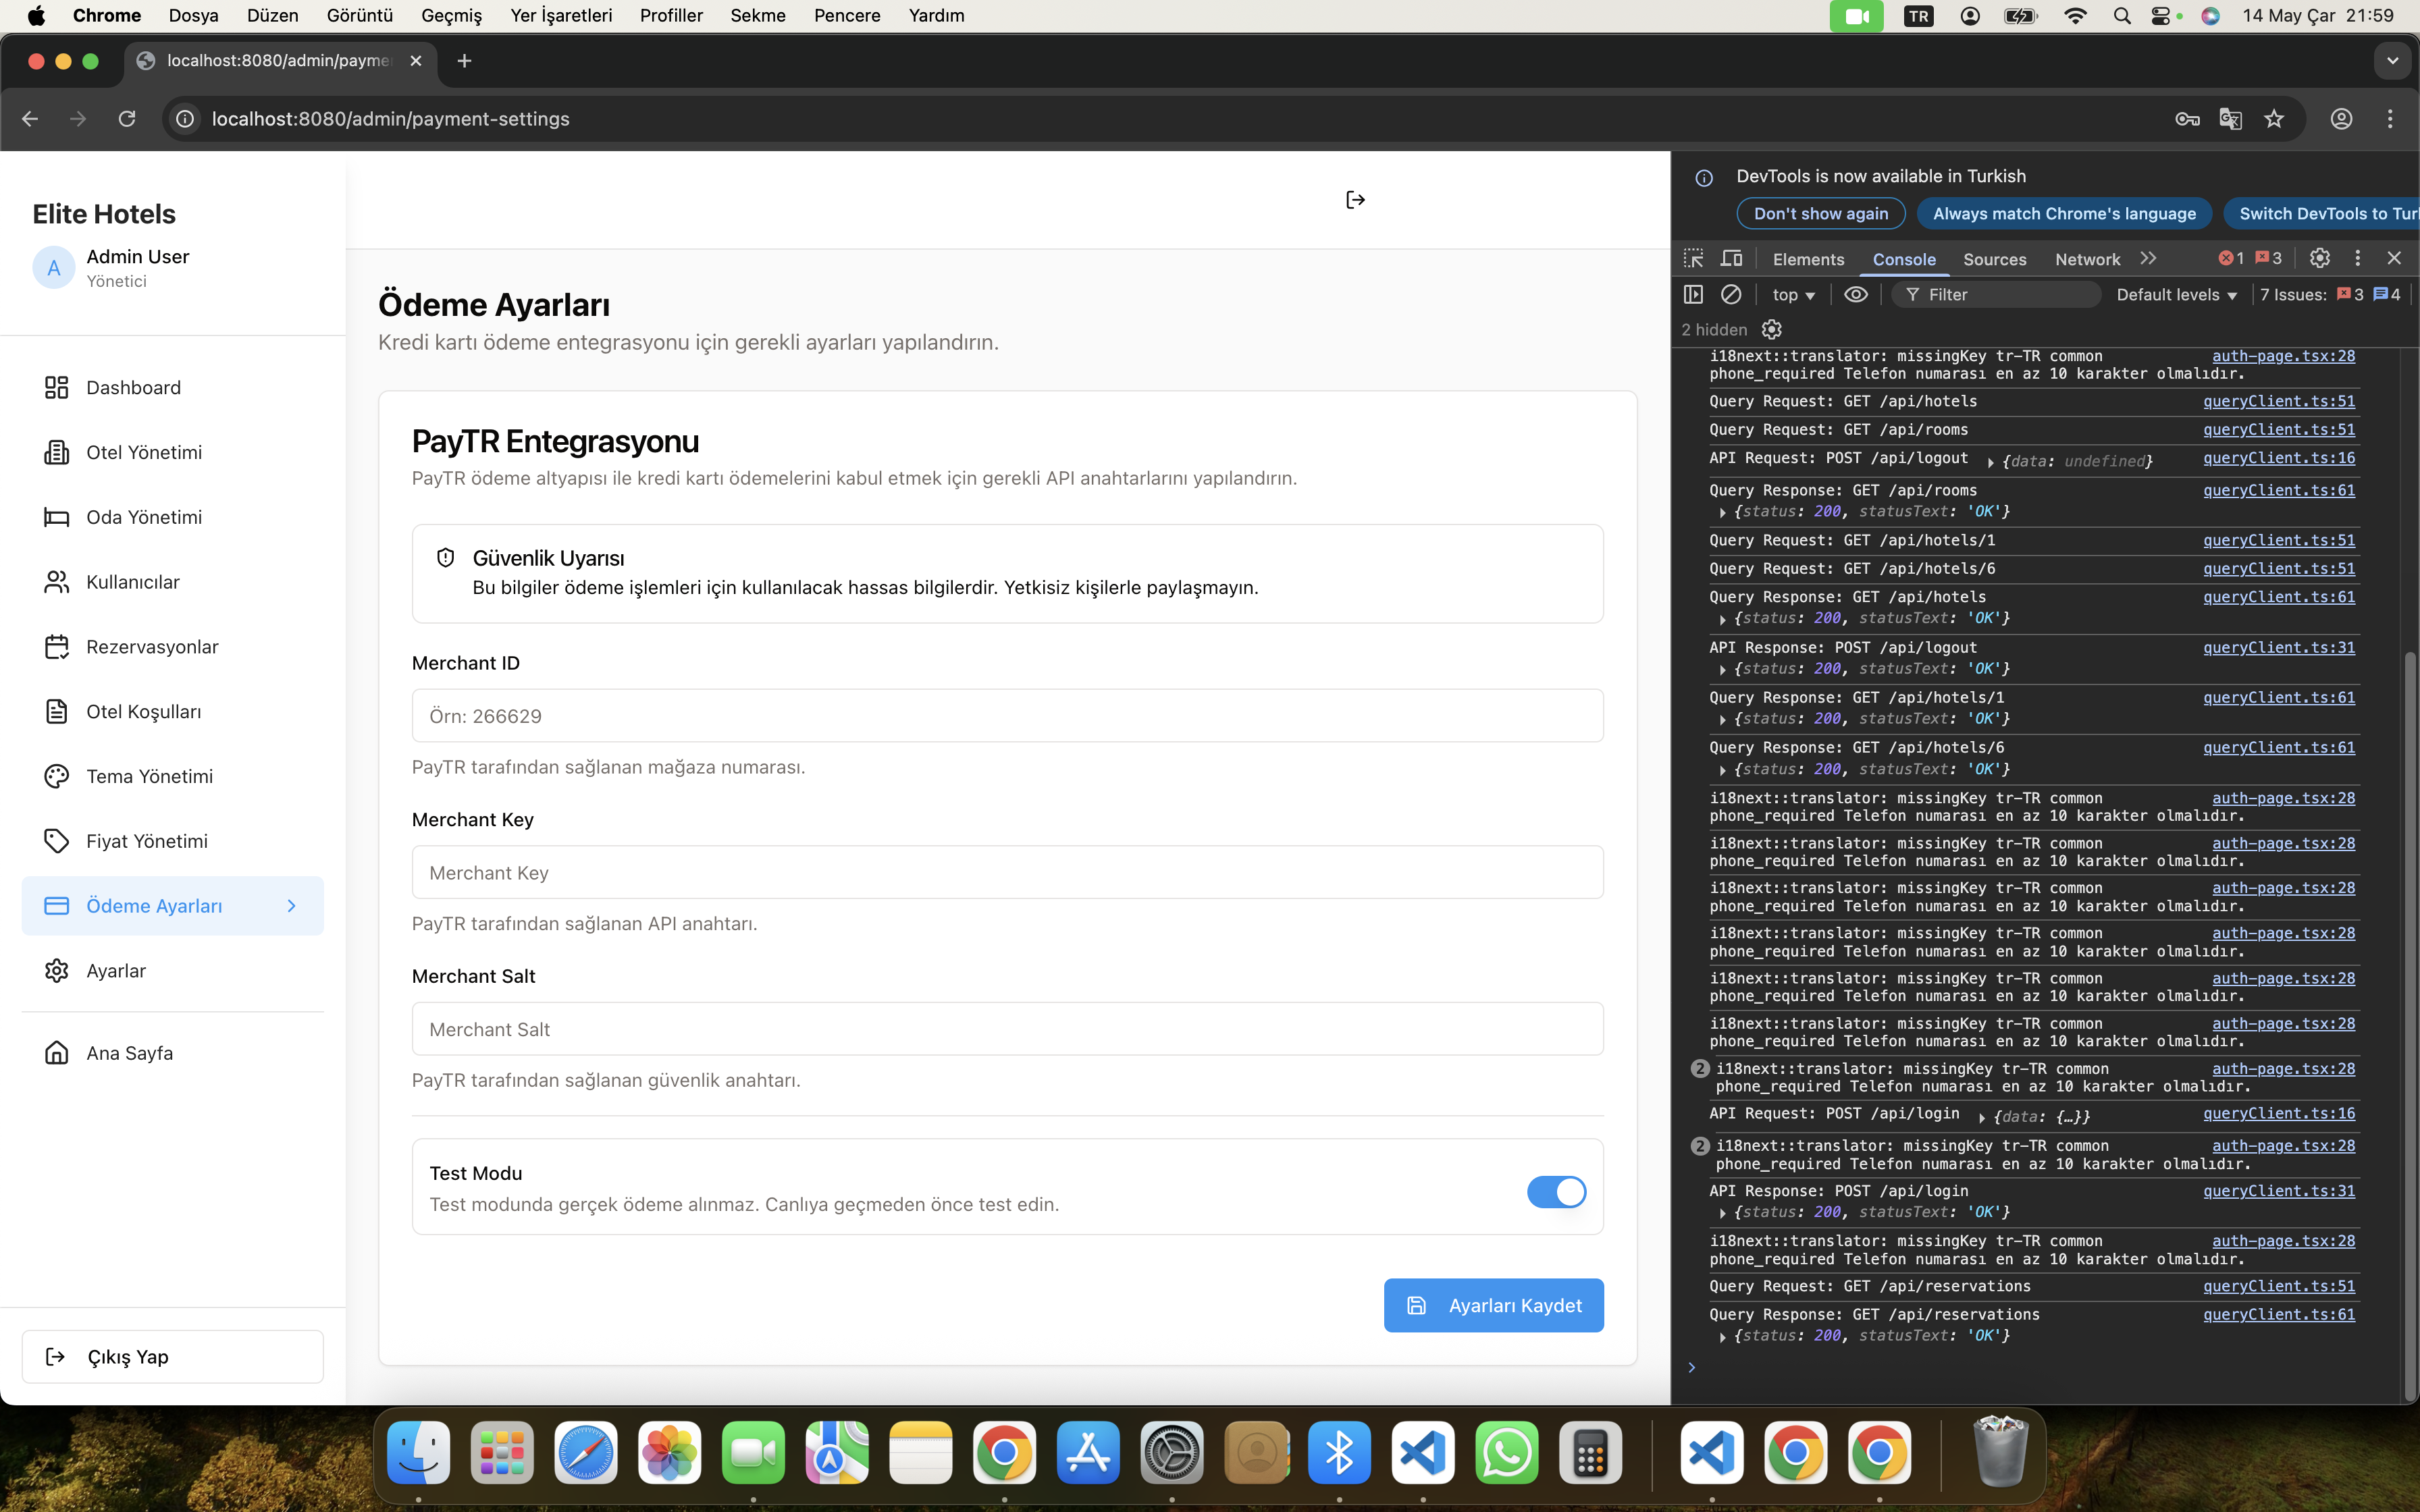 Chrome Dosya Düzen Görüntü Geçmiş Yer İşaretleri Profiller Sekme Pencere Yardım TR 14 May Çar 21:59
localhost:8080/admin/payme
localhost:8080/admin/payment-settings
Elite Hotels
A
Admin User
Yönetici
Dashboard
Otel Yönetimi
Oda Yönetimi
Kullanıcılar
Rezervasyonlar
Otel Koşulları
Tema Yönetimi
Fiyat Yönetimi
Ödeme Ayarları
Ayarlar
Ana Sayfa
Çıkış Yap
Ödeme Ayarları
Kredi kartı ödeme entegrasyonu için gerekli ayarları yapılandırın.
PayTR Entegrasyonu
PayTR ödeme altyapısı ile kredi kartı ödemelerini kabul etmek için gerekli API anahtarlarını yapılandırın.
Güvenlik Uyarısı
Bu bilgiler ödeme işlemleri için kullanılacak hassas bilgilerdir. Yetkisiz kişilerle paylaşmayın.
Merchant ID
Örn: 266629
PayTR tarafından sağlanan mağaza numarası.
Merchant Key
Merchant Key
PayTR tarafından sağlanan API anahtarı.
Merchant Salt
Merchant Salt
PayTR tarafından sağlanan güvenlik anahtarı.
Test Modu
Test modunda gerçek ödeme alınmaz. Canlıya geçmeden önce test edin.
Ayarları Kaydet
DevTools is now available in Turkish
Don't show again Always match Chrome's language Switch DevTools to Tur
Elements Console Sources Network 1 3
top Filter Default levels 7 Issues: 3 4
2 hidden
i18next::translator: missingKey tr-TR common auth-page.tsx:28
phone_required Telefon numarası en az 10 karakter olmalıdır.
Query Request: GET /api/hotels queryClient.ts:51
Query Request: GET /api/rooms queryClient.ts:51
API Request: POST /api/logout {data: undefined} queryClient.ts:16
Query Response: GET /api/rooms queryClient.ts:61
{status: 200, statusText: 'OK'}
Query Request: GET /api/hotels/1 queryClient.ts:51
Query Request: GET /api/hotels/6 queryClient.ts:51
Query Response: GET /api/hotels queryClient.ts:61
{status: 200, statusText: 'OK'}
API Response: POST /api/logout queryClient.ts:31
{status: 200, statusText: 'OK'}
Query Response: GET /api/hotels/1 queryClient.ts:61
{status: 200, statusText: 'OK'}
Query Response: GET /api/hotels/6 queryClient.ts:61
{status: 200, statusText: 'OK'}
i18next::translator: missingKey tr-TR common auth-page.tsx:28
phone_required Telefon numarası en az 10 karakter olmalıdır.
i18next::translator: missingKey tr-TR common auth-page.tsx:28
phone_required Telefon numarası en az 10 karakter olmalıdır.
i18next::translator: missingKey tr-TR common auth-page.tsx:28
phone_required Telefon numarası en az 10 karakter olmalıdır.
i18next::translator: missingKey tr-TR common auth-page.tsx:28
phone_required Telefon numarası en az 10 karakter olmalıdır.
i18next::translator: missingKey tr-TR common auth-page.tsx:28
phone_required Telefon numarası en az 10 karakter olmalıdır.
i18next::translator: missingKey tr-TR common auth-page.tsx:28
phone_required Telefon numarası en az 10 karakter olmalıdır.
2 i18next::translator: missingKey tr-TR common auth-page.tsx:28
phone_required Telefon numarası en az 10 karakter olmalıdır.
API Request: POST /api/login {data: {…}} queryClient.ts:16
2 i18next::translator: missingKey tr-TR common auth-page.tsx:28
phone_required Telefon numarası en az 10 karakter olmalıdır.
API Response: POST /api/login queryClient.ts:31
{status: 200, statusText: 'OK'}
i18next::translator: missingKey tr-TR common auth-page.tsx:28
phone_required Telefon numarası en az 10 karakter olmalıdır.
Query Request: GET /api/reservations queryClient.ts:51
Query Response: GET /api/reservations queryClient.ts:61
{status: 200, statusText: 'OK'}